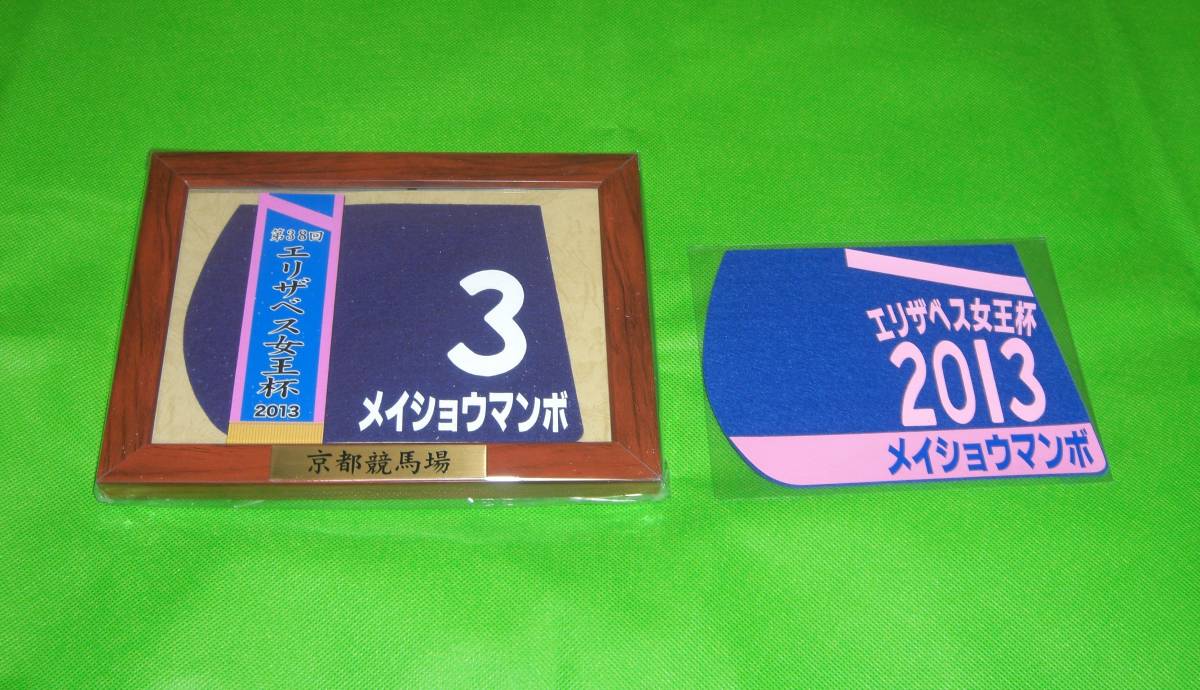 第38回
エリザベス女王杯
2013
3
メイショウマンボ
京都競馬場
エリザベス女王杯
2013
メイショウマンボ